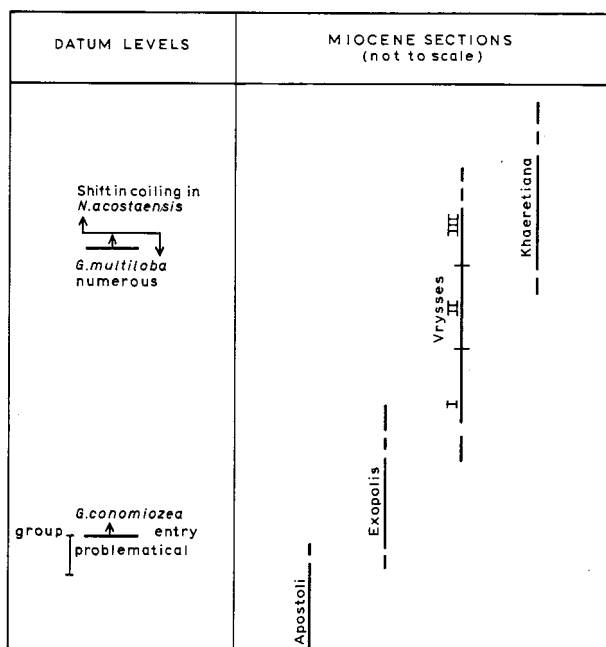 DATUM LEVELS
MIOCENE SECTIONS
(not to scale)
Shift in coiling in
N. acostaensis
G. multiloba
numerous
G. conomiozea
group entry
problematical
Apostoli
Exopolis
Vrysses
I
II
III
Khaeretiana